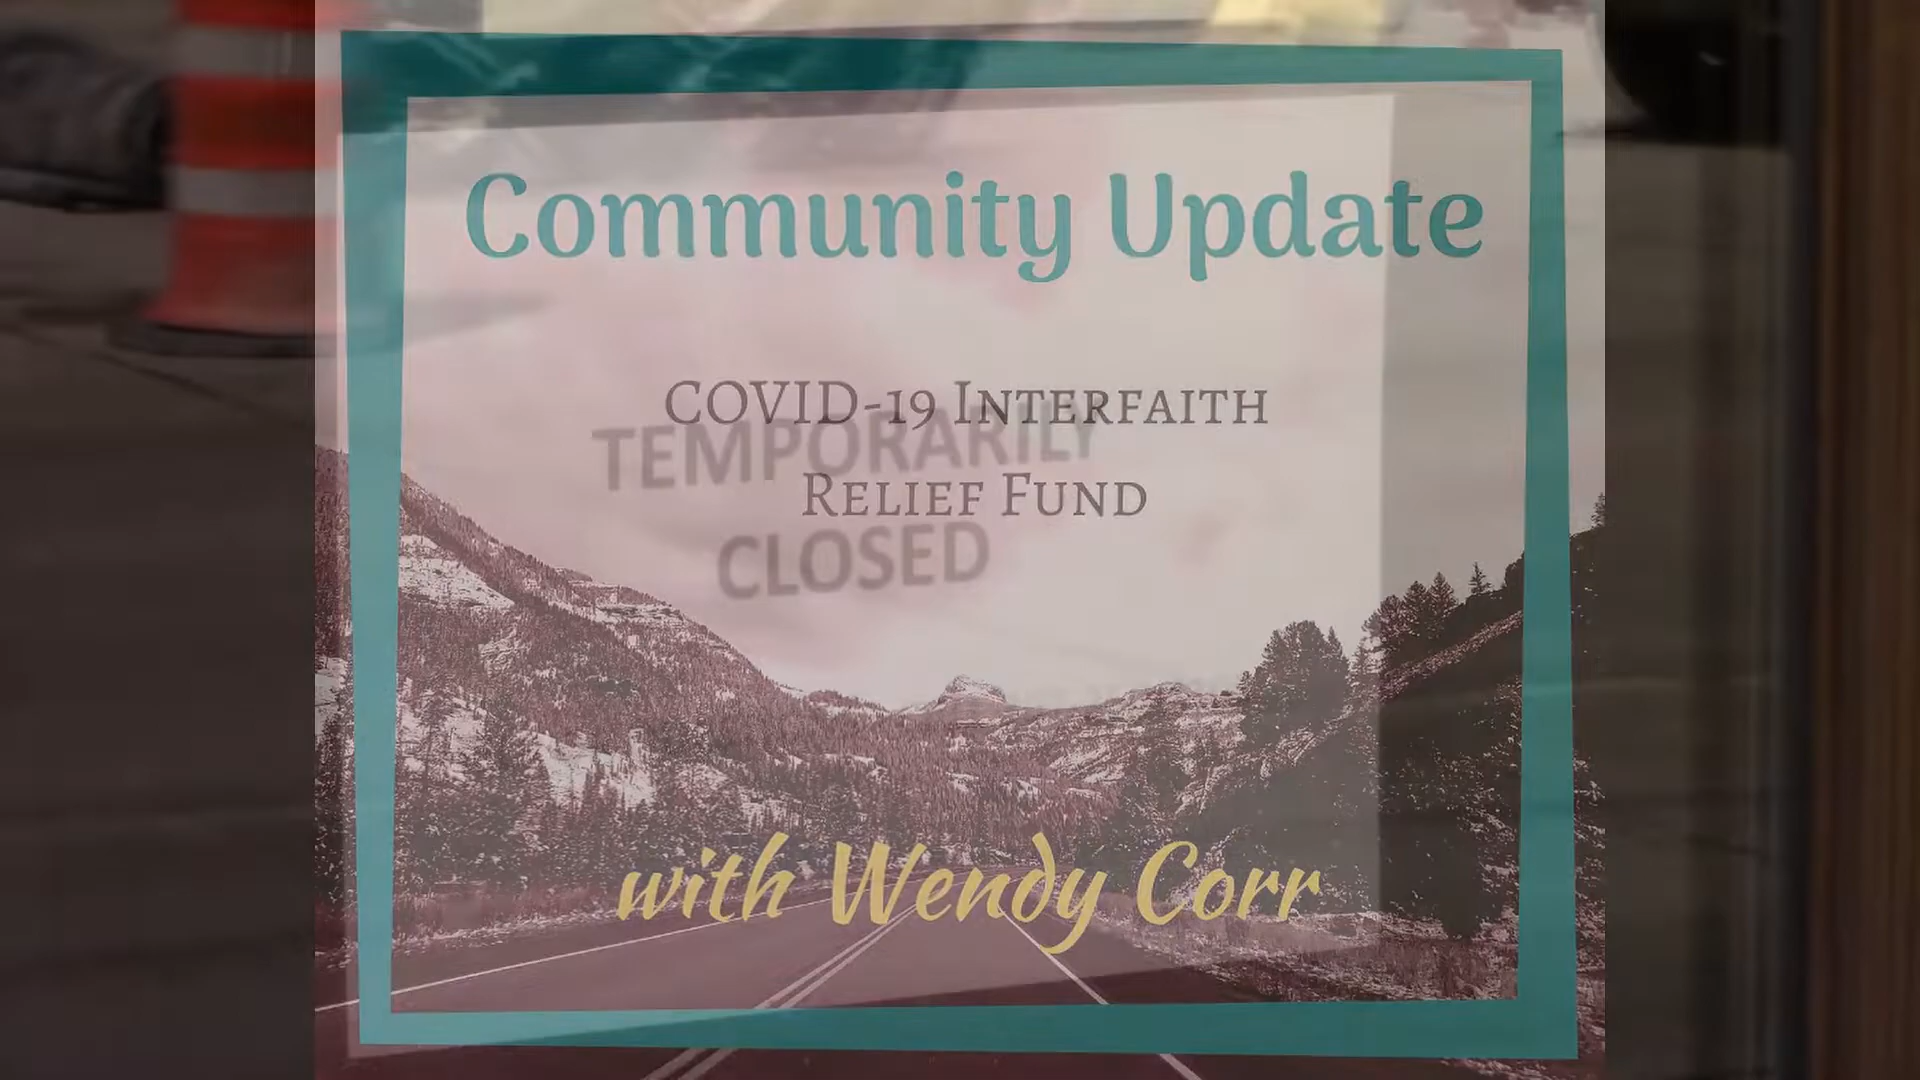 Community Update
COVID-19 Interfaith
TEMPORARILY
Relief Fund
CLOSED
with Wendy Corr